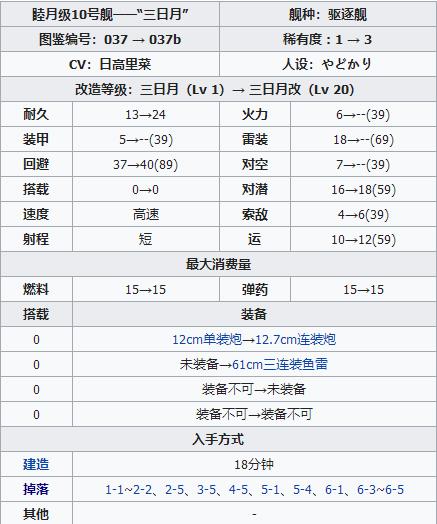 睦月级10号舰——“三日月” 舰种：驱逐舰
图鉴编号：037 → 037b 稀有度：1 → 3
CV：日高里菜 人设：やどかり
改造等级：三日月（Lv 1）→ 三日月改（Lv 20）
耐久 13→24 火力 6→--(39)
装甲 5→--(39) 雷装 18→--(69)
回避 37→40(89) 对空 7→--(39)
搭载 0→0 对潜 16→18(59)
速度 高速 索敌 4→6(39)
射程 短 运 10→12(59)
最大消费量
燃料 15→15 弹药 15→15
搭载 装备
0 12cm单装炮→12.7cm连装炮
0 未装备→61cm三连装鱼雷
0 装备不可→未装备
0 装备不可→装备不可
入手方式
建造 18分钟
掉落 1-1~2-2、2-5、3-5、4-5、5-1、5-4、6-1、6-3~6-5
其他 -